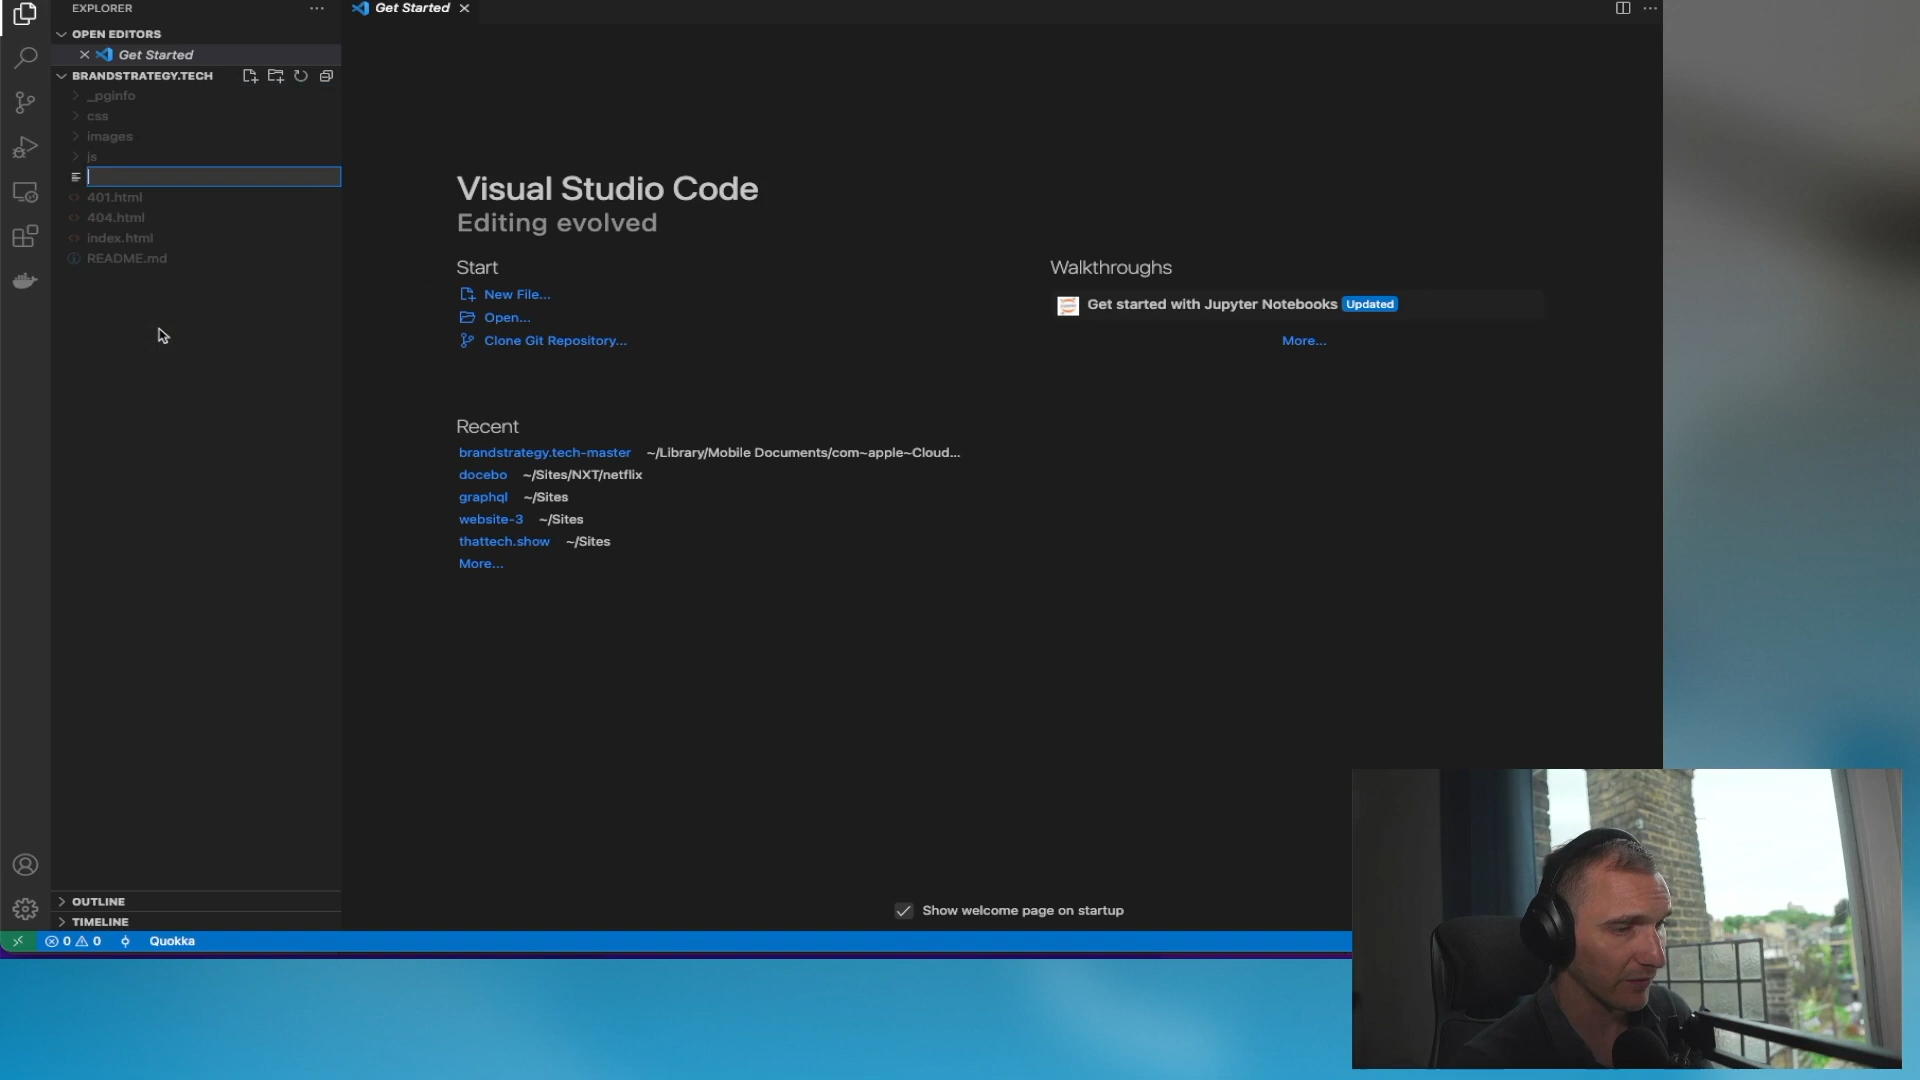 EXPLORER
Get Started
OPEN EDITORS
Get Started
BRANDSTRATEGY.TECH
_pginfo
css
images
js
401.html
404.html
index.html
README.md
Visual Studio Code
Editing evolved
Start
New File...
Open...
Clone Git Repository...
Walkthroughs
Get started with Jupyter Notebooks Updated
More...
Recent
brandstrategy.tech-master ~/Library/Mobile Documents/com~apple~Cloud...
docebo ~/Sites/NXT/netflix
graphql ~/Sites
website-3 ~/Sites
thattech.show ~/Sites
More...
Show welcome page on startup
OUTLINE
TIMELINE
0 0 Quokka